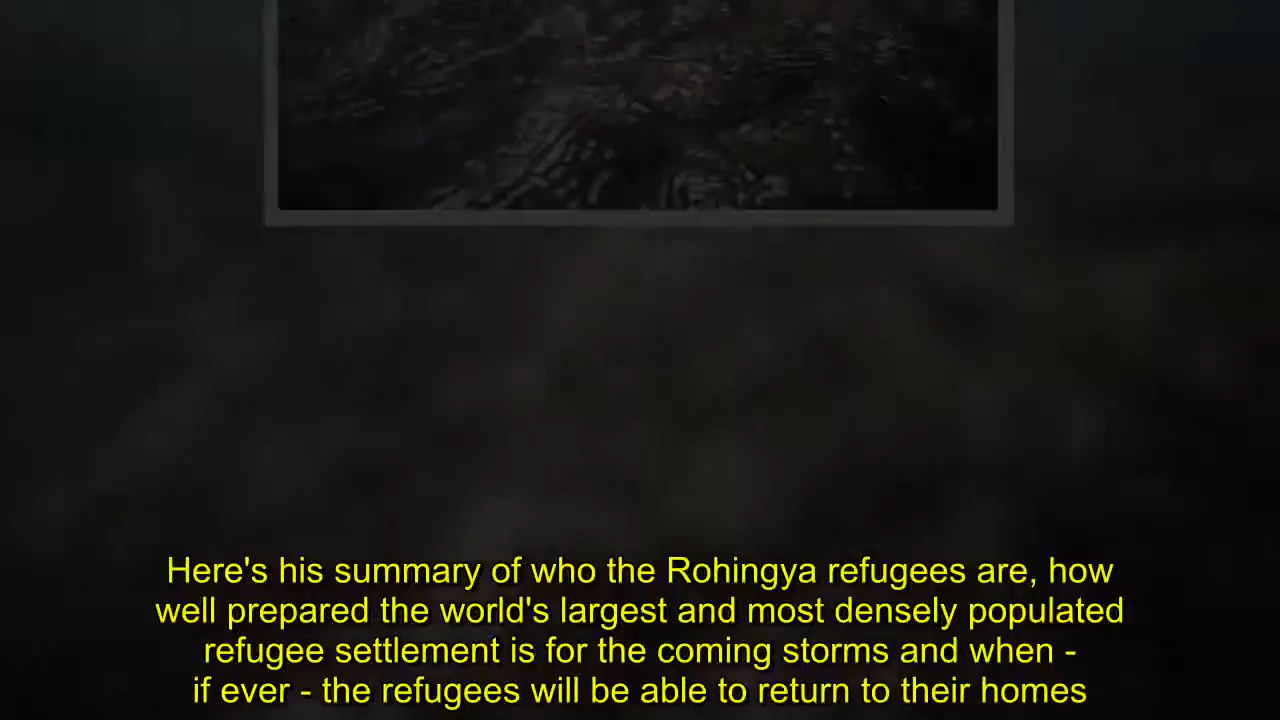 Here's his summary of who the Rohingya refugees are, how
well prepared the world's largest and most densely populated
refugee settlement is for the coming storms and when -
if ever - the refugees will be able to return to their homes